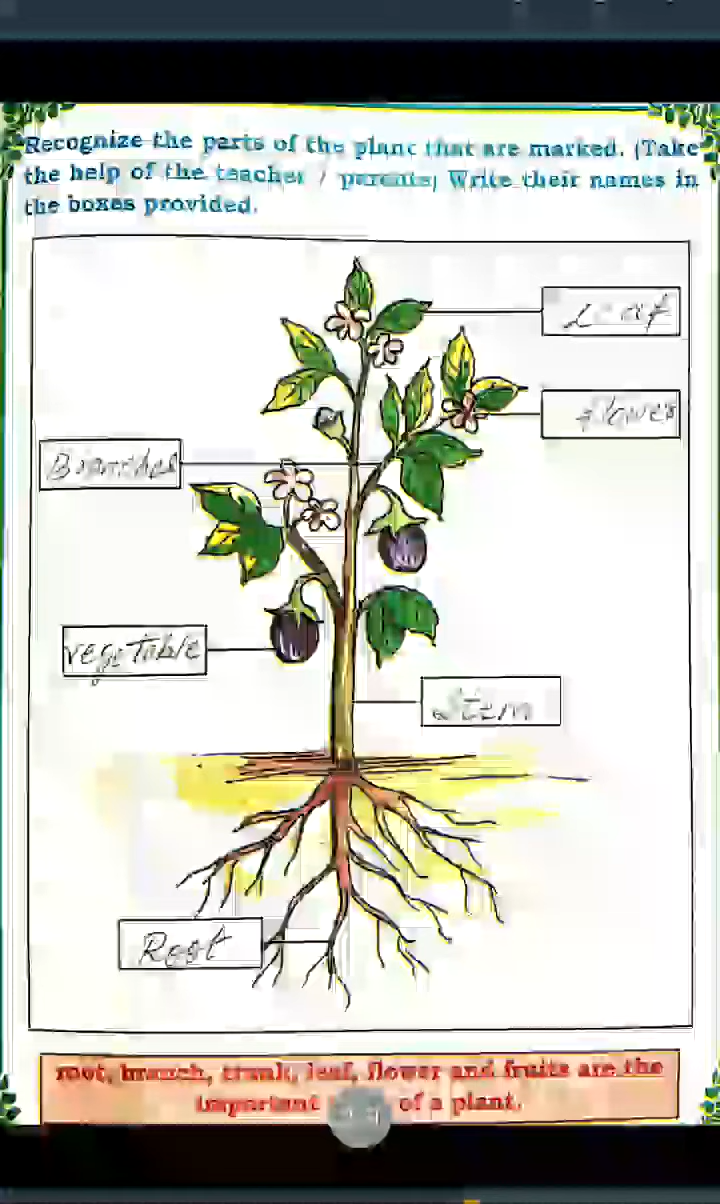 Recognize the parts of the plant that are marked. (Take
the help of the teacher / parents) Write their names in
the boxes provided.
Leaf
flower
Branches
vegetable
Stem
Root
root, branch, trunk, leaf, flower and fruits are the
important of a plant.